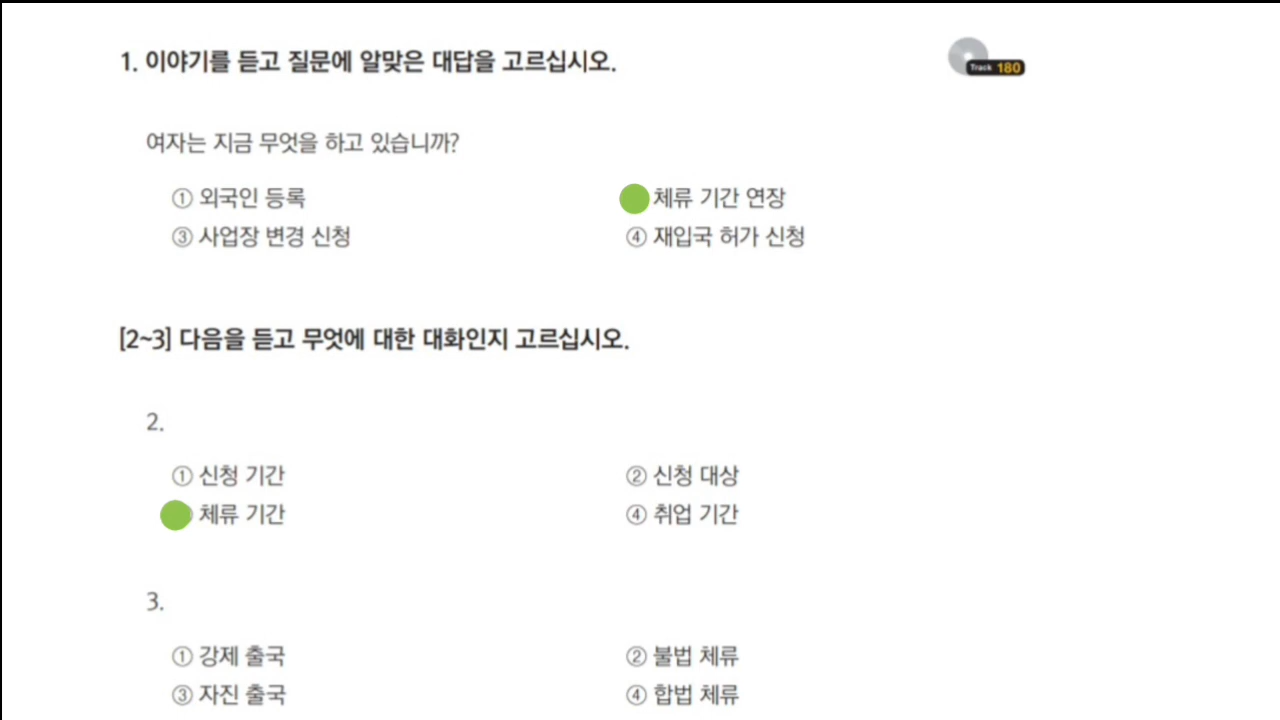 1. 이야기를 듣고 질문에 알맞은 대답을 고르십시오.
Track 180
여자는 지금 무엇을 하고 있습니까?
① 외국인 등록
체류 기간 연장
③ 사업장 변경 신청
④ 재입국 허가 신청
[2~3] 다음을 듣고 무엇에 대한 대화인지 고르십시오.
2.
① 신청 기간
② 신청 대상
체류 기간
④ 취업 기간
3.
① 강제 출국
② 불법 체류
③ 자진 출국
④ 합법 체류